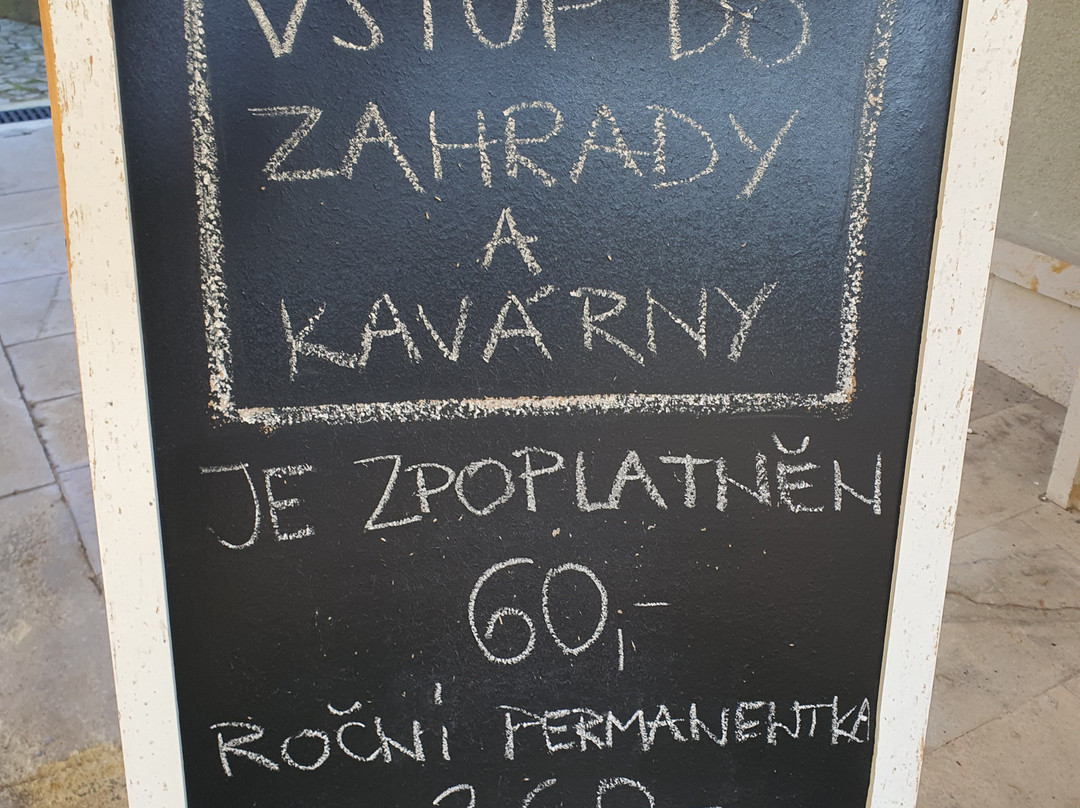 VSTUP DO
ZAHRADY
A
KAVÁRNY
JE ZPOPLATNĚN
60,-
ROČNÍ PERMANENTKA